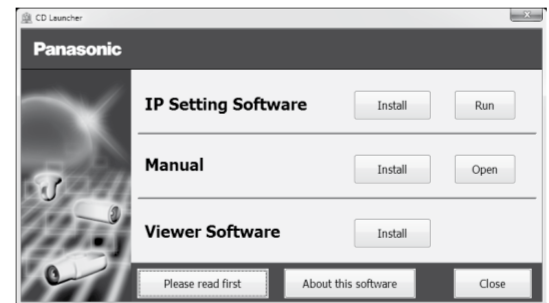 CD Launcher
Panasonic
IP Setting Software Install Run
Manual Install Open
Viewer Software Install
Please read first About this software Close